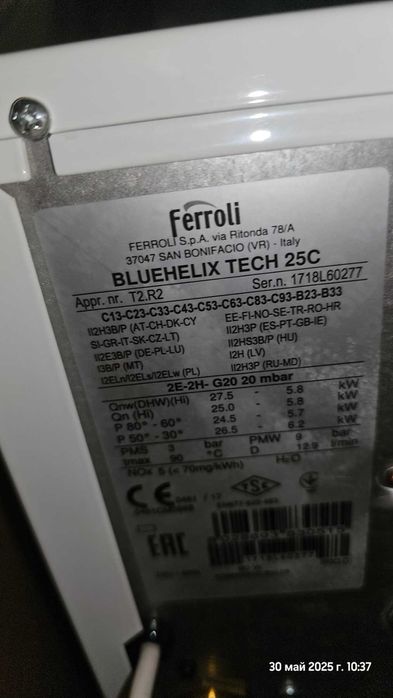 Ferroli
FERROLI S.p.A. via Ritonda 78/A
37047 SAN BONIFACIO (VR) - Italy
BLUEHELIX TECH 25C
Appr. nr. T2.R2 Ser.n. 1718L60277
C13-C23-C33-C43-C53-C63-C83-C93-B23-B33
II2H3B/P (AT-CH-DK-CY EE-FI-NO-SE-TR-RO-HR
SI-GR-IT-SK-CZ-LT) II2H3P (ES-PT-GB-IE)
II2E3B/P (DE-PL-LU) II2HS3B/P (HU)
I3B/P (MT) I2H (LV)
I2ELn/I2ELs/I2ELw (PL) II2H3P (RU-MD)
2E-2H- G20 20 mbar
Qnw(DHW)(Hi) 27.5 - 5.8 kW
Qn (Hi) 25.0 - 5.8 kW
P 80° - 60° 24.5 - 5.7 kW
P 50° - 30° 26.5 - 6.2 kW
PMS 3 bar PMW 9 bar
tmax 90 °C D 12.9 l/min
NOx 5 (≤ 70mg/kWh) H2O
CE 0461 / 17
TSE
EAC
30 май 2025 г. 10:37